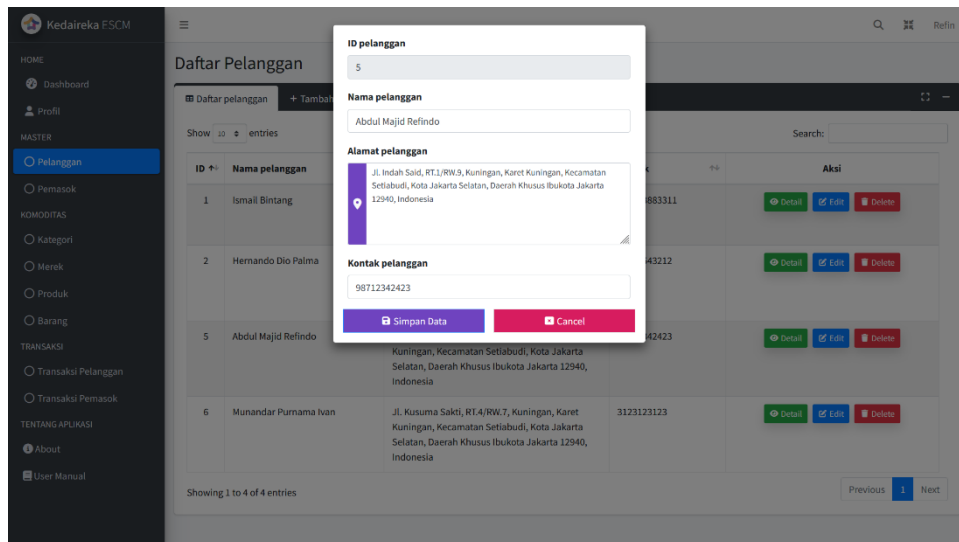 Kedaireka ESCM
Refin
HOME
Dashboard
Profil
MASTER
Pelanggan
Pemasok
KOMODITAS
Kategori
Merek
Produk
Barang
TRANSAKSI
Transaksi Pelanggan
Transaksi Pemasok
TENTANG APLIKASI
About
User Manual
Daftar Pelanggan
Daftar pelanggan + Tambah
Show 10 entries
Search:
ID Nama pelanggan Aksi
1 Ismail Bintang 883311 Detail Edit Delete
2 Hernando Dio Palma 43212 Detail Edit Delete
5 Abdul Majid Refindo 42423 Detail Edit Delete
Kuningan, Kecamatan Setiabudi, Kota Jakarta
Selatan, Daerah Khusus Ibukota Jakarta 12940,
Indonesia
6 Munandar Purnama Ivan Jl. Kusuma Sakti, RT.4/RW.7, Kuningan, Karet 3123123123 Detail Edit Delete
Kuningan, Kecamatan Setiabudi, Kota Jakarta
Selatan, Daerah Khusus Ibukota Jakarta 12940,
Indonesia
Showing 1 to 4 of 4 entries
Previous 1 Next
ID pelanggan
5
Nama pelanggan
Abdul Majid Refindo
Alamat pelanggan
Jl. Indah Said, RT.1/RW.9, Kuningan, Karet Kuningan, Kecamatan
Setiabudi, Kota Jakarta Selatan, Daerah Khusus Ibukota Jakarta
12940, Indonesia
Kontak pelanggan
98712342423
Simpan Data
Cancel